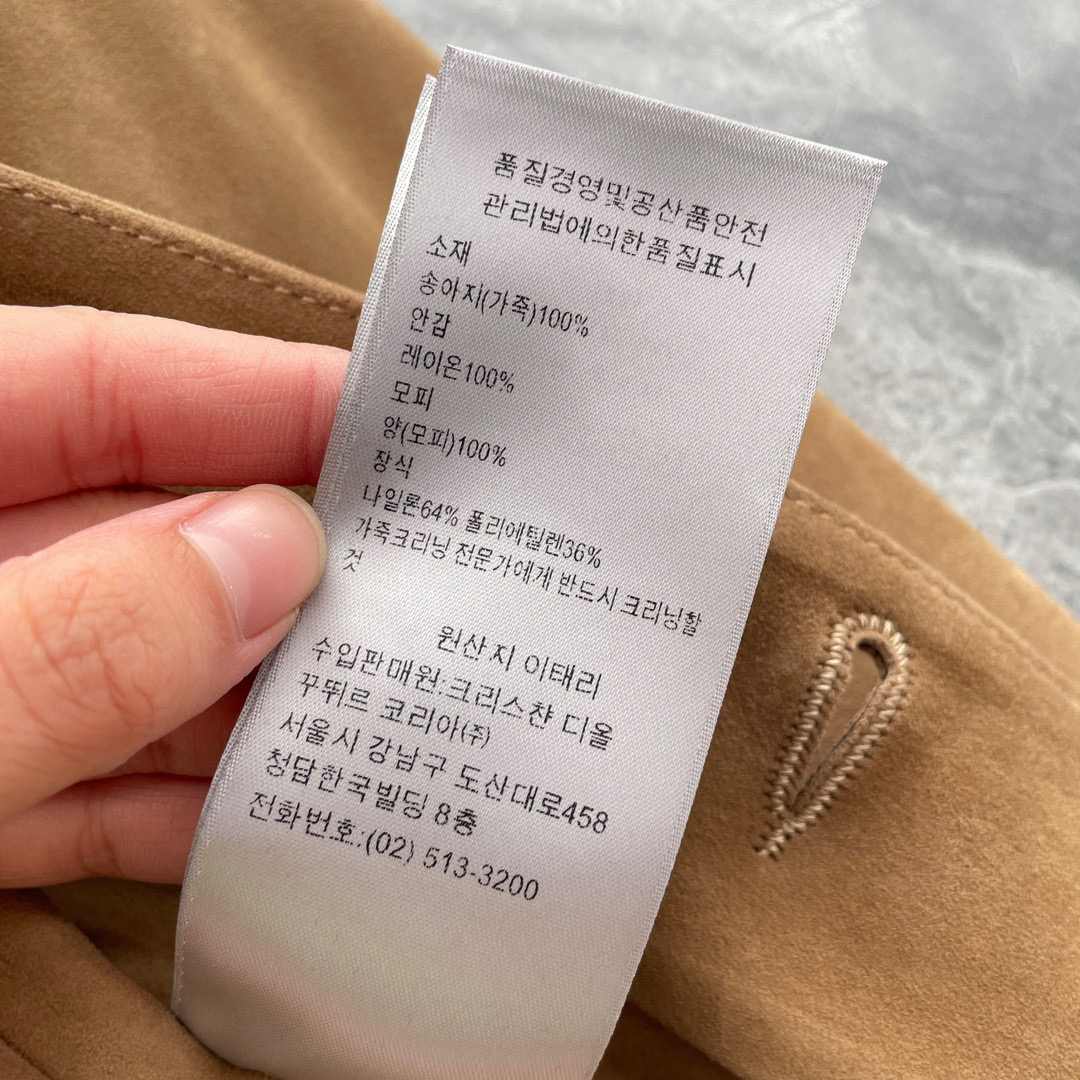 품질경영및공산품안전
관리법에의한품질표시
소재
송아지(가죽)100%
안감
레이온100%
모피
양(모피)100%
장식
나일론64% 폴리에틸렌36%
가죽크리닝 전문가에게 반드시 크리닝할
것
원산지 이태리
수입판매원:크리스챤 디올
꾸뛰르 코리아(주)
서울시 강남구 도산대로458
청담한국빌딩 8층
전화번호:(02) 513-3200